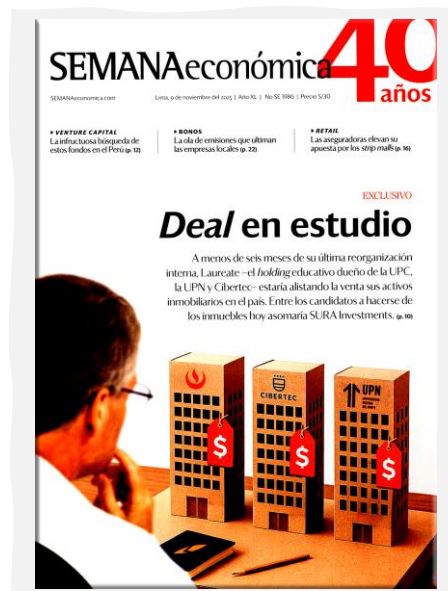 SEMANAeconómica 40 años
SEMANAeconomica.com
Lima, 9 de noviembre del 2025 | Año XL | No SE 1986 | Precio S/30
▸ VENTURE CAPITAL
La infructuosa búsqueda de
estos fondos en el Perú (p. 12)
▸ BONOS
La ola de emisiones que ultiman
las empresas locales (p. 22)
▸ RETAIL
Las aseguradoras elevan su
apuesta por los strip malls (p. 16)
EXCLUSIVO
Deal en estudio
A menos de seis meses de su última reorganización
interna, Laureate –el holding educativo dueño de la UPC,
la UPN y Cibertec– estaría alistando la venta sus activos
inmobiliarios en el país. Entre los candidatos a hacerse de
los inmuebles hoy asomaría SURA Investments. (p. 10)
CIBERTEC
UPN
$
$
$